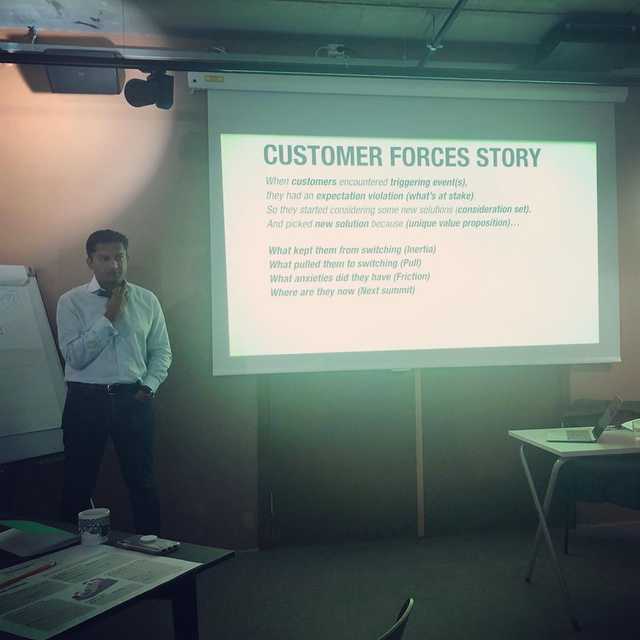 CUSTOMER FORCES STORY
When customers encountered triggering event(s),
they had an expectation violation (what's at stake)
So they started considering some new solutions (consideration set).
And picked new solution because (unique value proposition)...
What kept them from switching (Inertia)
What pulled them to switching (Pull)
What anxieties did they have (Friction)
Where are they now (Next summit)